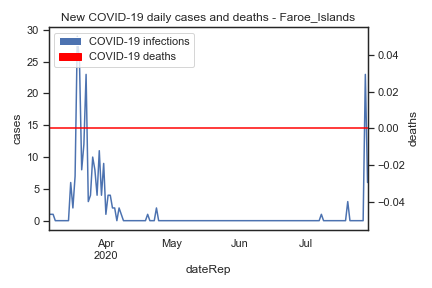 New COVID-19 daily cases and deaths - Faroe_Islands
COVID-19 infections
COVID-19 deaths
30
25
20
15
10
5
0
cases
0.04
0.02
0.00
−0.02
−0.04
deaths
Apr
2020
May
Jun
Jul
dateRep